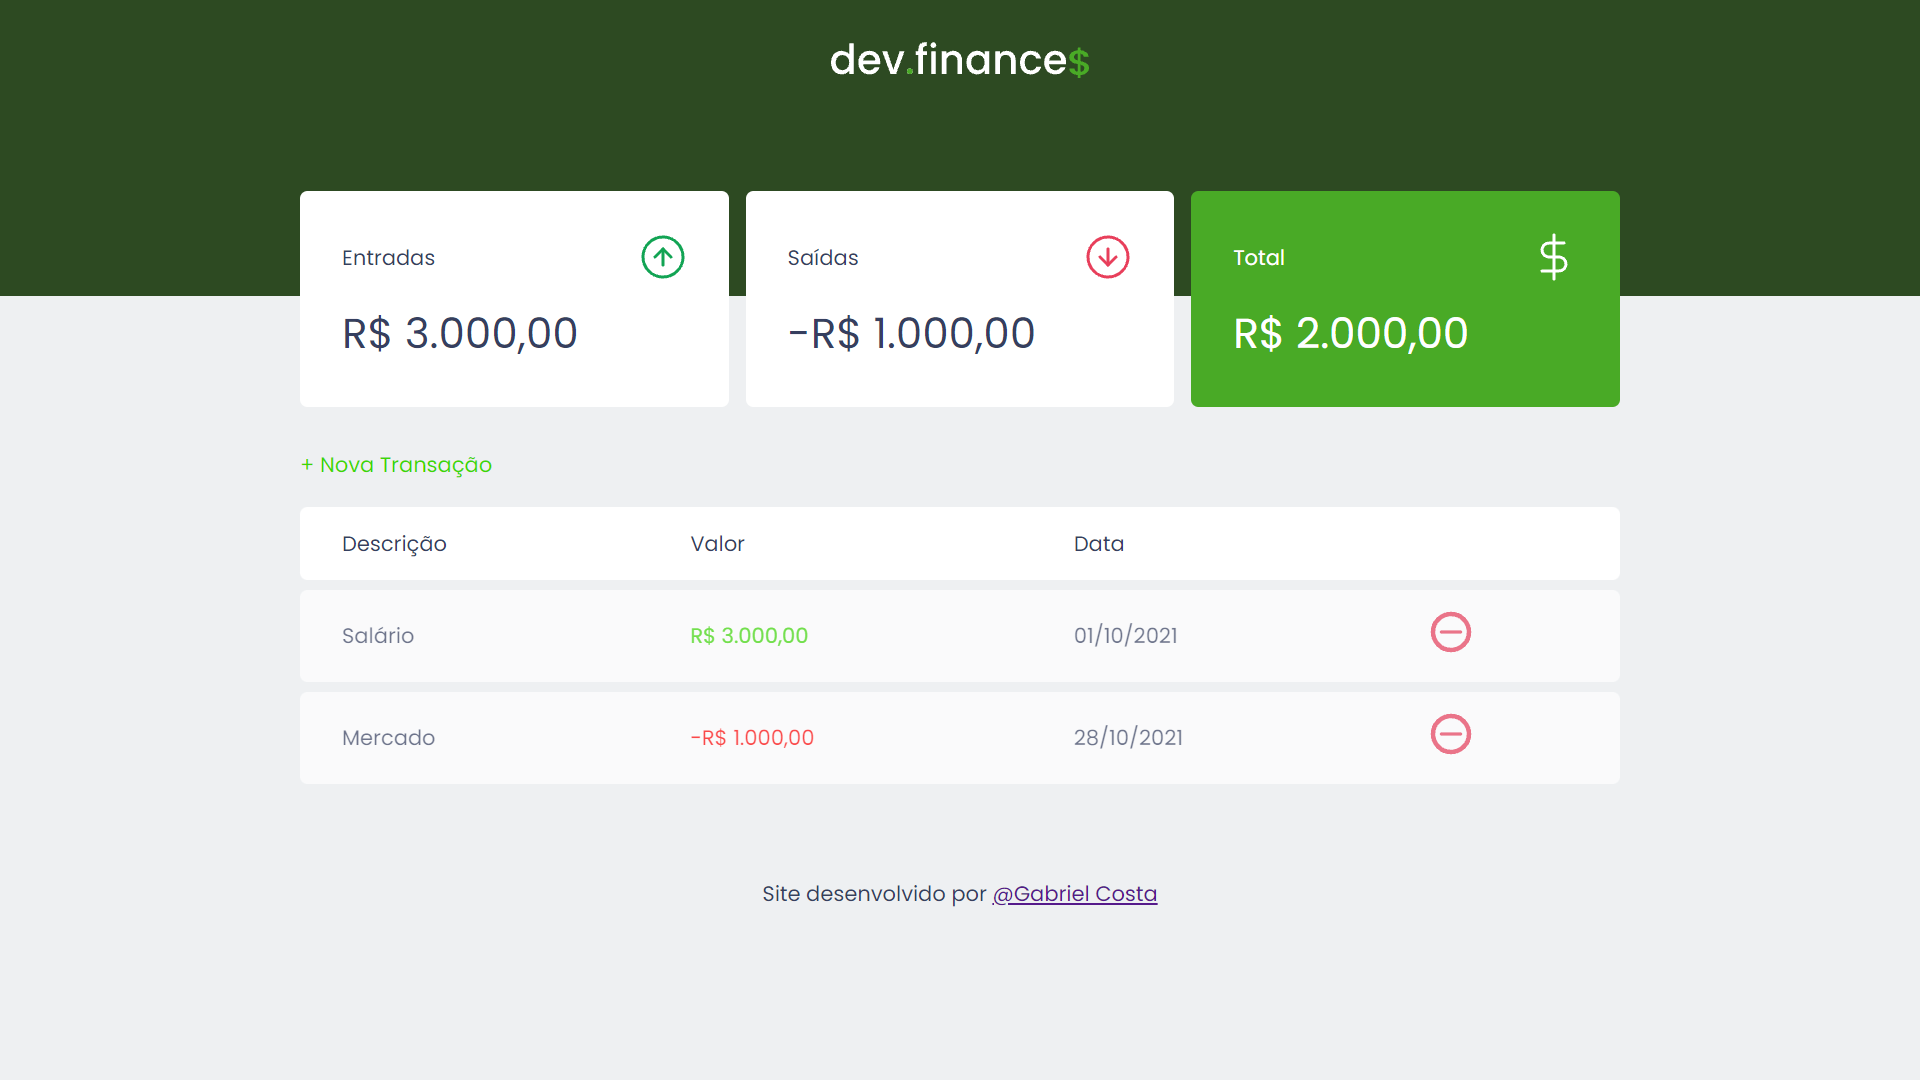 dev.finance$
Entradas
R$ 3.000,00
Saídas
-R$ 1.000,00
Total
$
R$ 2.000,00
+ Nova Transação
Descrição Valor Data
Salário R$ 3.000,00 01/10/2021
Mercado -R$ 1.000,00 28/10/2021
Site desenvolvido por @Gabriel Costa